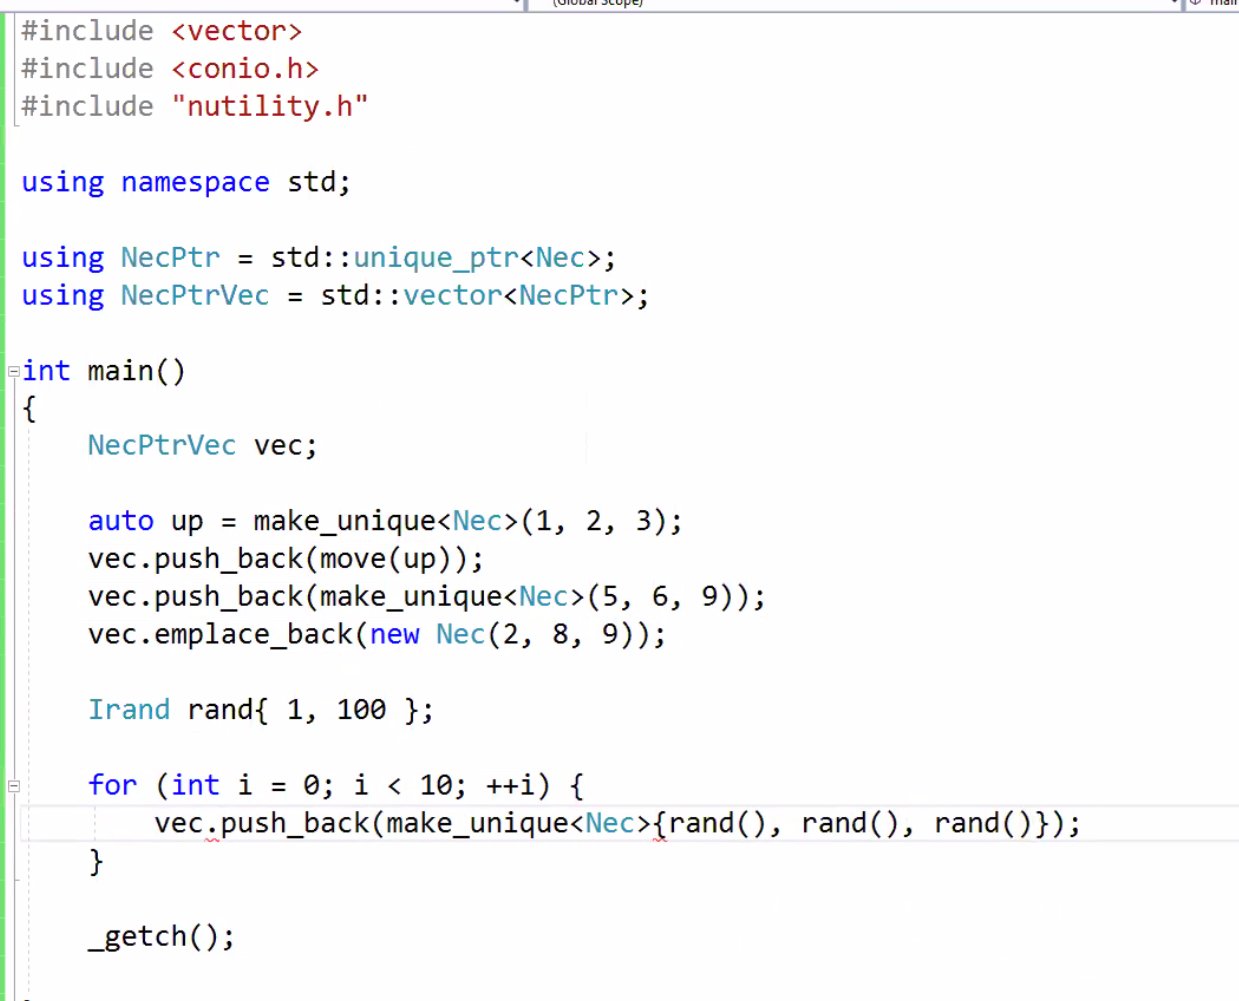 (Global Scope)
main
#include <vector>
#include <conio.h>
#include "nutility.h"
using namespace std;
using NecPtr = std::unique_ptr<Nec>;
using NecPtrVec = std::vector<NecPtr>;
int main()
{
NecPtrVec vec;
auto up = make_unique<Nec>(1, 2, 3);
vec.push_back(move(up));
vec.push_back(make_unique<Nec>(5, 6, 9));
vec.emplace_back(new Nec(2, 8, 9));
Irand rand{ 1, 100 };
for (int i = 0; i < 10; ++i) {
vec.push_back(make_unique<Nec>{rand(), rand(), rand()});
}
_getch();